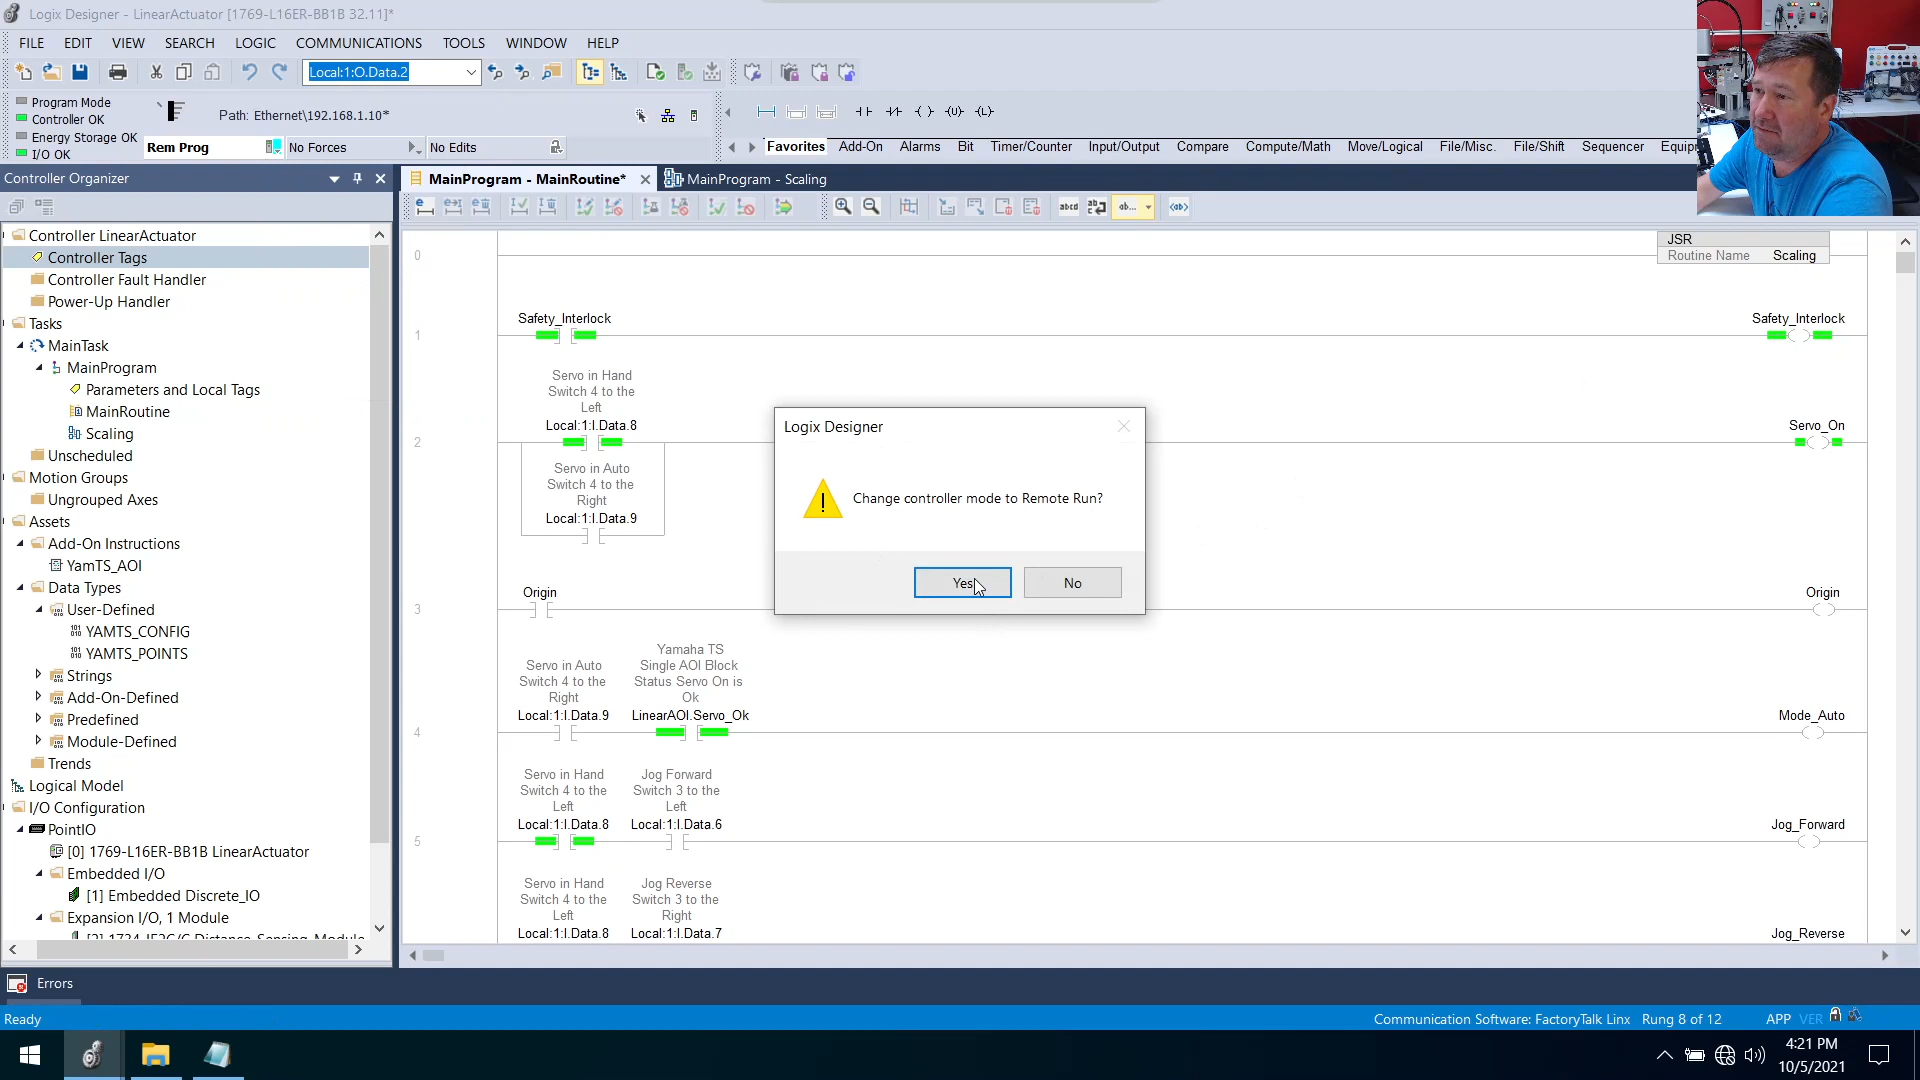 Logix Designer - LinearActuator [1769-L16ER-BB1B 32.11]*
FILE EDIT VIEW SEARCH LOGIC COMMUNICATIONS TOOLS WINDOW HELP
Local:1:O.Data.2
Program Mode
Controller OK
Energy Storage OK
I/O OK
Path: Ethernet\192.168.1.10*
Rem Prog
No Forces
No Edits
Favorites Add-On Alarms Bit Timer/Counter Input/Output Compare Compute/Math Move/Logical File/Misc. File/Shift Sequencer Equip
Controller Organizer
MainProgram - MainRoutine*
MainProgram - Scaling
Controller LinearActuator
Controller Tags
Controller Fault Handler
Power-Up Handler
Tasks
MainTask
MainProgram
Parameters and Local Tags
MainRoutine
Scaling
Unscheduled
Motion Groups
Ungrouped Axes
Assets
Add-On Instructions
YamTS_AOI
Data Types
User-Defined
YAMTS_CONFIG
YAMTS_POINTS
Strings
Add-On-Defined
Predefined
Module-Defined
Trends
Logical Model
I/O Configuration
PointIO
[0] 1769-L16ER-BB1B LinearActuator
Embedded I/O
[1] Embedded Discrete_IO
Expansion I/O, 1 Module
abcd
ab...
<ab>
0
JSR
Routine Name Scaling
1
Safety_Interlock
Safety_Interlock
2
Servo in Hand
Switch 4 to the
Left
Local:1:I.Data.8
Servo_On
Servo in Auto
Switch 4 to the
Right
Local:1:I.Data.9
3
Origin
Origin
4
Servo in Auto
Switch 4 to the
Right
Local:1:I.Data.9
Yamaha TS
Single AOI Block
Status Servo On is
Ok
LinearAOI.Servo_Ok
Mode_Auto
5
Servo in Hand
Switch 4 to the
Left
Local:1:I.Data.8
Jog Forward
Switch 3 to the
Left
Local:1:I.Data.6
Jog_Forward
Servo in Hand
Switch 4 to the
Left
Local:1:I.Data.8
Jog Reverse
Switch 3 to the
Right
Local:1:I.Data.7
Jog_Reverse
Logix Designer
Change controller mode to Remote Run?
Yes
No
Errors
Ready
Communication Software: FactoryTalk Linx
Rung 8 of 12
APP VER
4:21 PM
10/5/2021